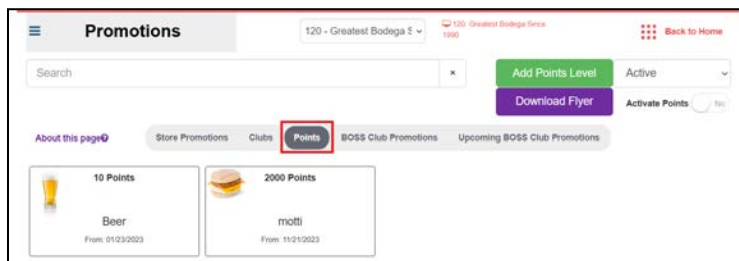 Promotions
120 - Greatest Bodega S
120 Greatest Bodega Since
1990
Back to Home
Search
×
Add Points Level
Active
Download Flyer
Activate Points
No
About this page
Store Promotions
Clubs
Points
BOSS Club Promotions
Upcoming BOSS Club Promotions
10 Points
2000 Points
Beer
motti
From: 01/23/2023
From: 11/21/2023